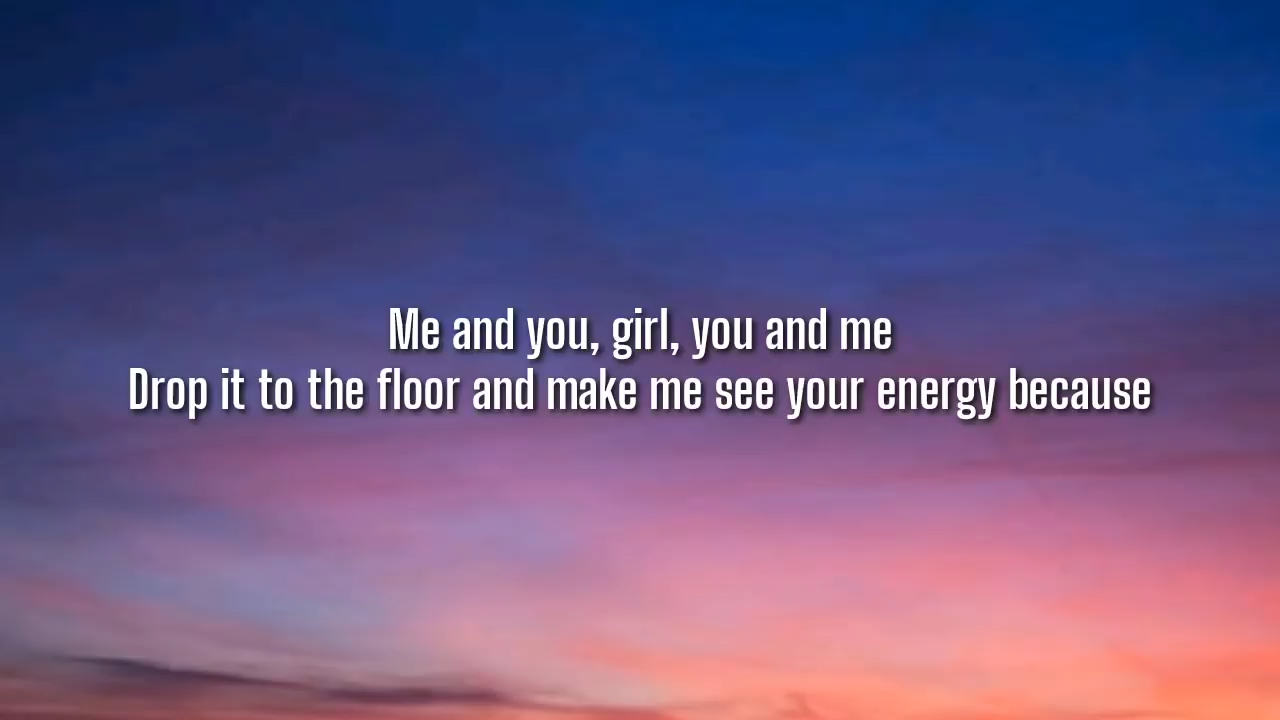 Me and you, girl, you and me
Drop it to the floor and make me see your energy because